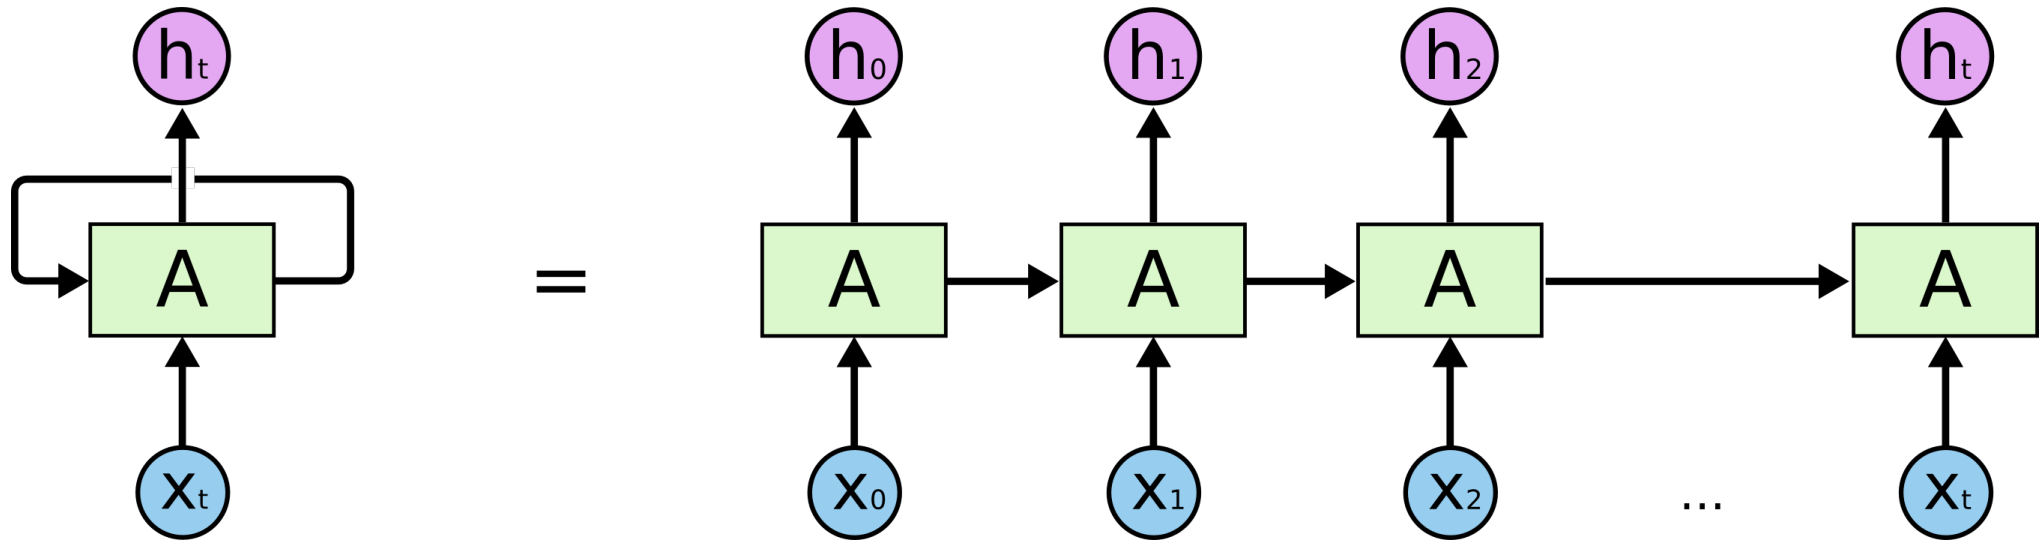 hₜ h₀ h₁ h₂ hₜ
A = A A A A
xₜ x₀ x₁ x₂ ... xₜ